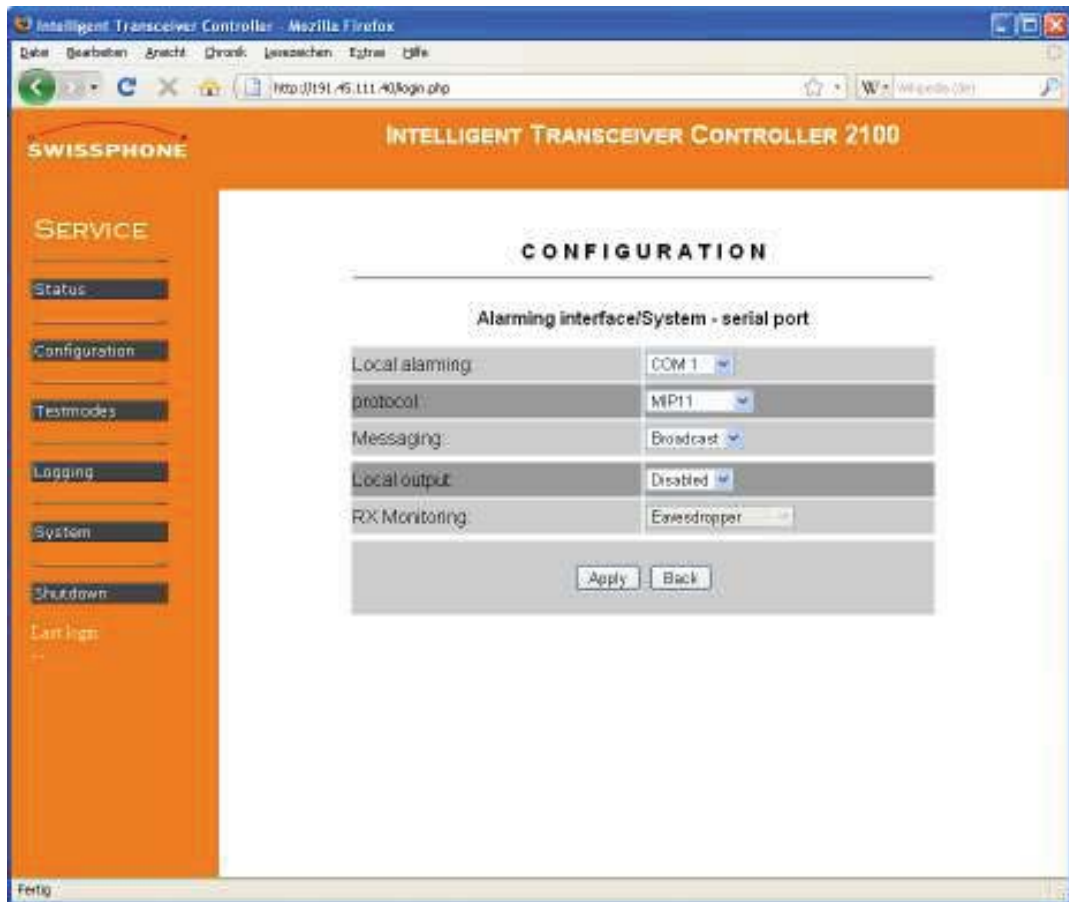 Intelligent Transceiver Controller - Mozilla Firefox
Datei Bearbeiten Ansicht Chronik Lesezeichen Extras Hilfe
http://191.45.111.40/login.php
W Wikipedia (de)
SWISSPHONE
INTELLIGENT TRANSCEIVER CONTROLLER 2100
SERVICE
Status
Configuration
Testmodes
Logging
System
Shutdown
Last login
--
CONFIGURATION
Alarming interface/System - serial port
Local alarming: COM 1
protocol: MIP11
Messaging: Broadcast
Local output: Disabled
RX Monitoring: Eavesdropper
Apply Back
Fertig